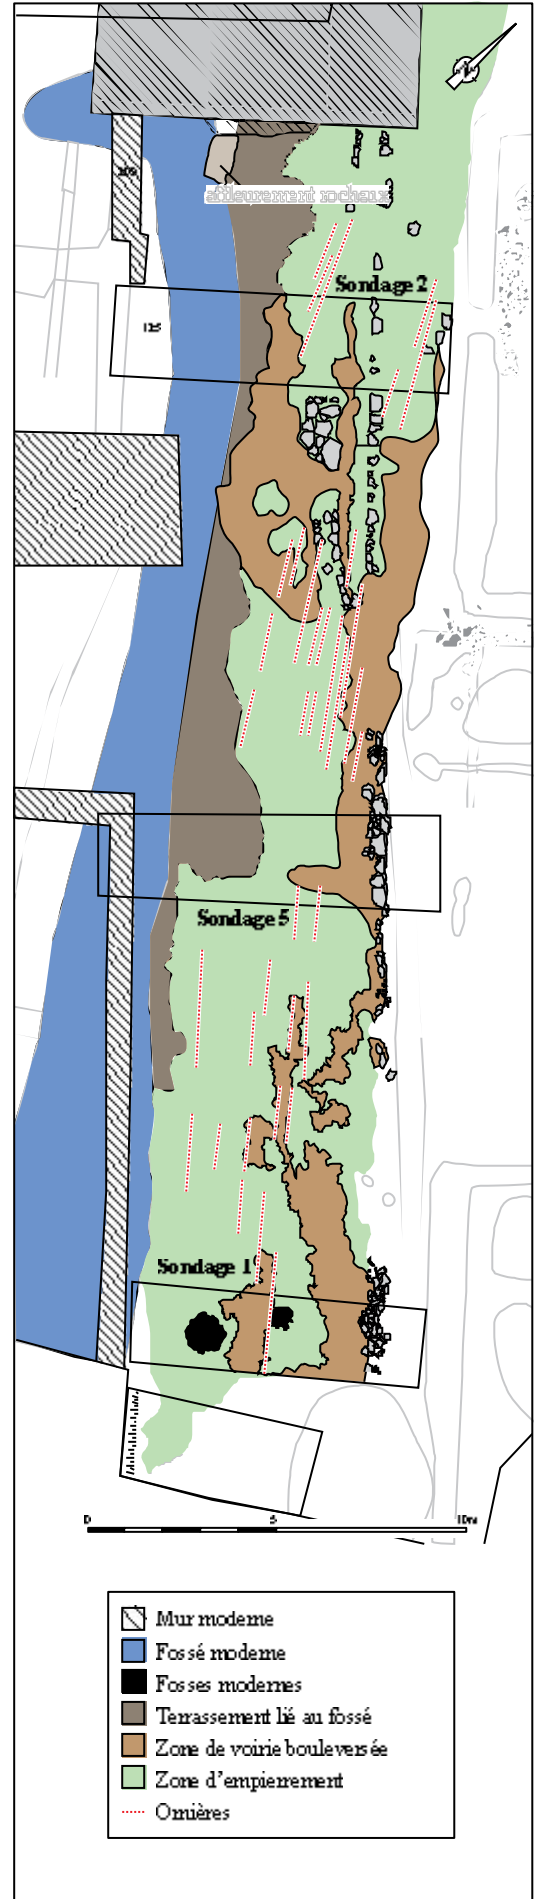 affleurement rocheux
Sondage 2
Sondage 5
Sondage 1
0 5 10m
Mur moderne
Fossé moderne
Fosses modernes
Terrassement lié au fossé
Zone de voirie bouleversée
Zone d'empierrement
Ornières